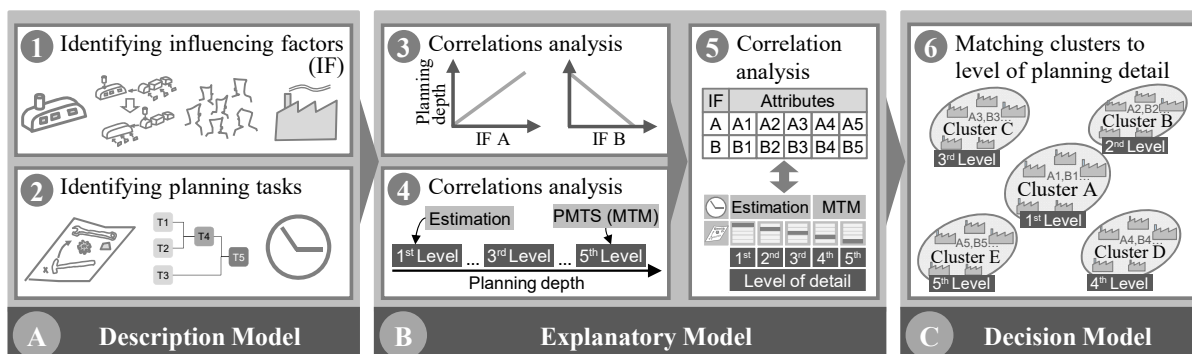 1 Identifying influencing factors
(IF)
2 Identifying planning tasks
T1
T2
T3
T4
T5
A Description Model
3 Correlations analysis
Planning
depth
IF A
IF B
4 Correlations analysis
Estimation
PMTS (MTM)
1st Level ... 3rd Level ... 5th Level
Planning depth
5 Correlation
analysis
IF Attributes
A A1 A2 A3 A4 A5
B B1 B2 B3 B4 B5
Estimation MTM
1st 2nd 3rd 4th 5th
Level of detail
B Explanatory Model
6 Matching clusters to
level of planning detail
A3,B3...
Cluster C
3rd Level
A2,B2...
Cluster B
2nd Level
A1,B1...
Cluster A
1st Level
A5,B5...
Cluster E
5th Level
A4,B4...
Cluster D
4th Level
C Decision Model